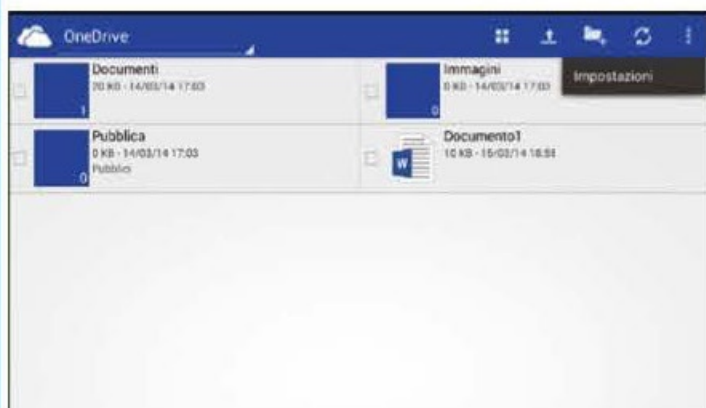 OneDrive
Impostazioni
Documenti
20 KB - 14/03/14 17:03
1
Immagini
0 KB - 14/03/14 17:03
0
Pubblica
0 KB - 14/03/14 17:03
Pubblici
0
Documento1
10 KB - 15/03/14 18:58
W